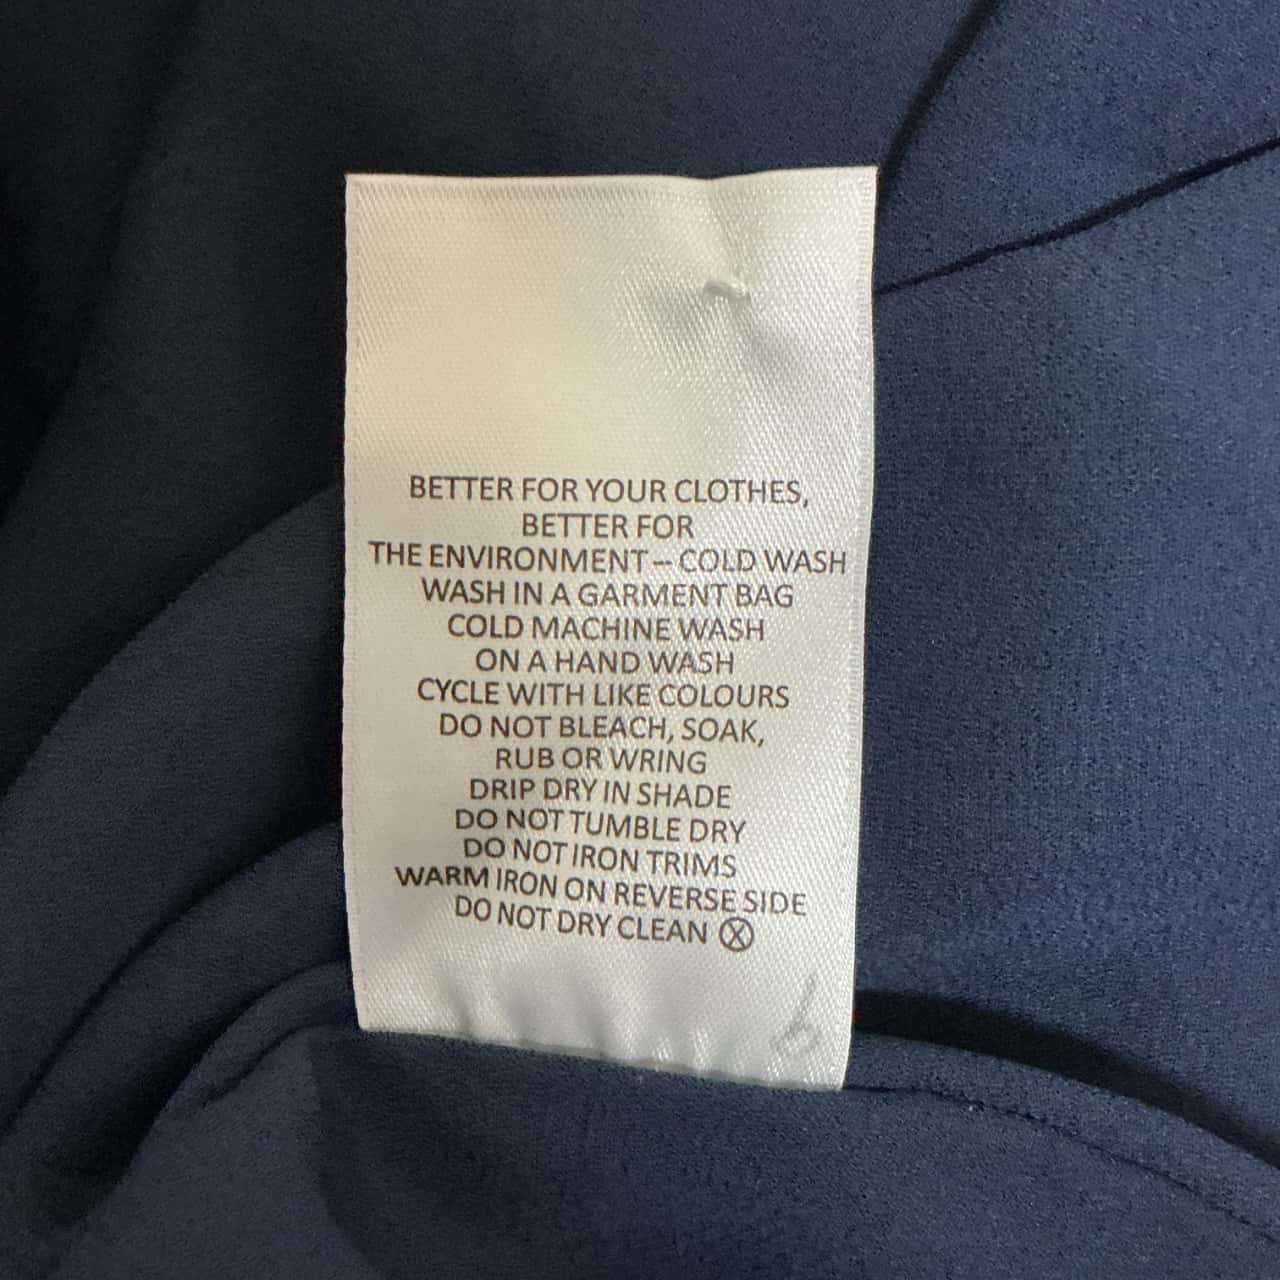 BETTER FOR YOUR CLOTHES,
BETTER FOR
THE ENVIRONMENT – COLD WASH
WASH IN A GARMENT BAG
COLD MACHINE WASH
ON A HAND WASH
CYCLE WITH LIKE COLOURS
DO NOT BLEACH, SOAK,
RUB OR WRING
DRIP DRY IN SHADE
DO NOT TUMBLE DRY
DO NOT IRON TRIMS
WARM IRON ON REVERSE SIDE
DO NOT DRY CLEAN